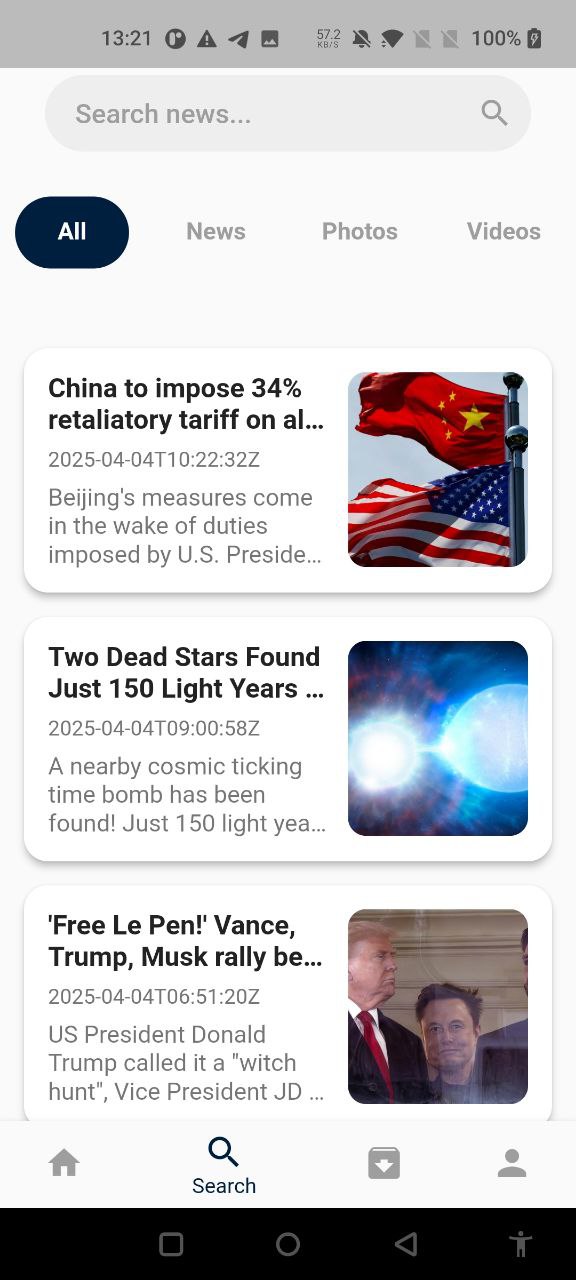 13:21 57.2 KB/S 100%
Search news...
All News Photos Videos
China to impose 34%
retaliatory tariff on al...
2025-04-04T10:22:32Z
Beijing's measures come
in the wake of duties
imposed by U.S. Preside...
Two Dead Stars Found
Just 150 Light Years ...
2025-04-04T09:00:58Z
A nearby cosmic ticking
time bomb has been
found! Just 150 light yea...
'Free Le Pen!' Vance,
Trump, Musk rally be...
2025-04-04T06:51:20Z
US President Donald
Trump called it a "witch
hunt", Vice President JD ...
Search